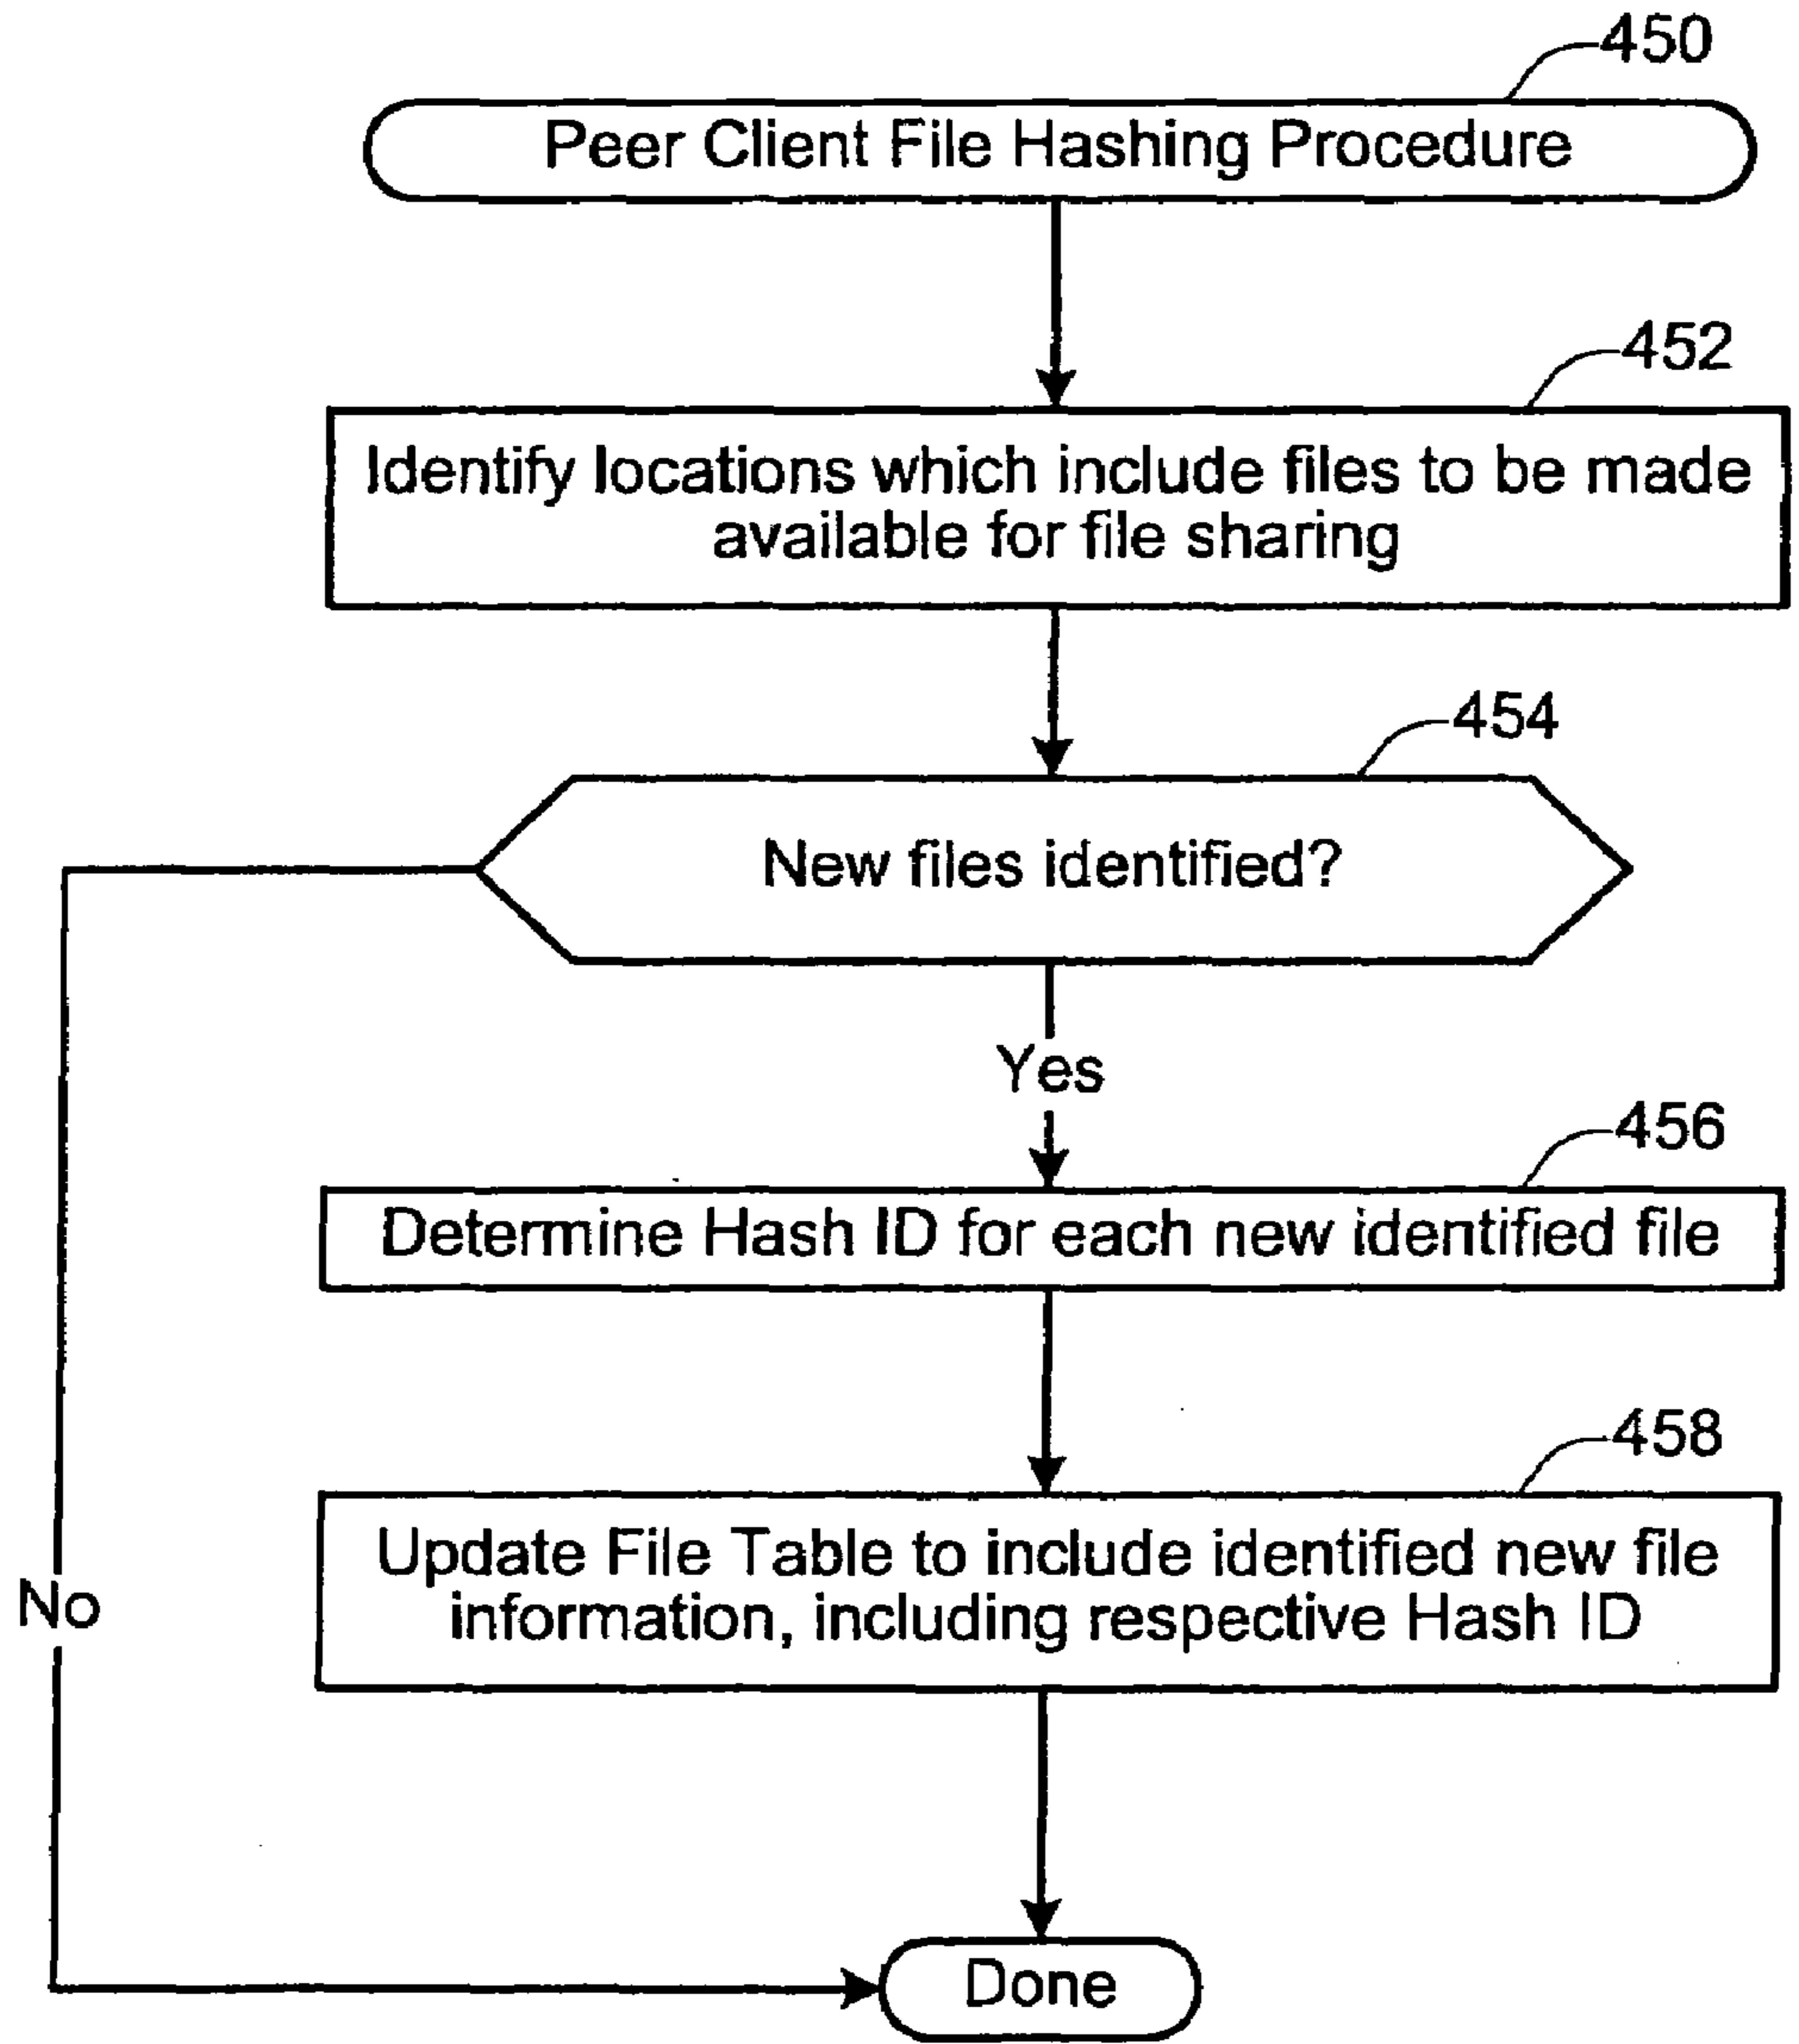 450
Peer Client File Hashing Procedure
452
Identify locations which include files to be made
available for file sharing
454
New files identified?
Yes
456
Determine Hash ID for each new identified file
458
Update File Table to include identified new file
information, including respective Hash ID
No
Done